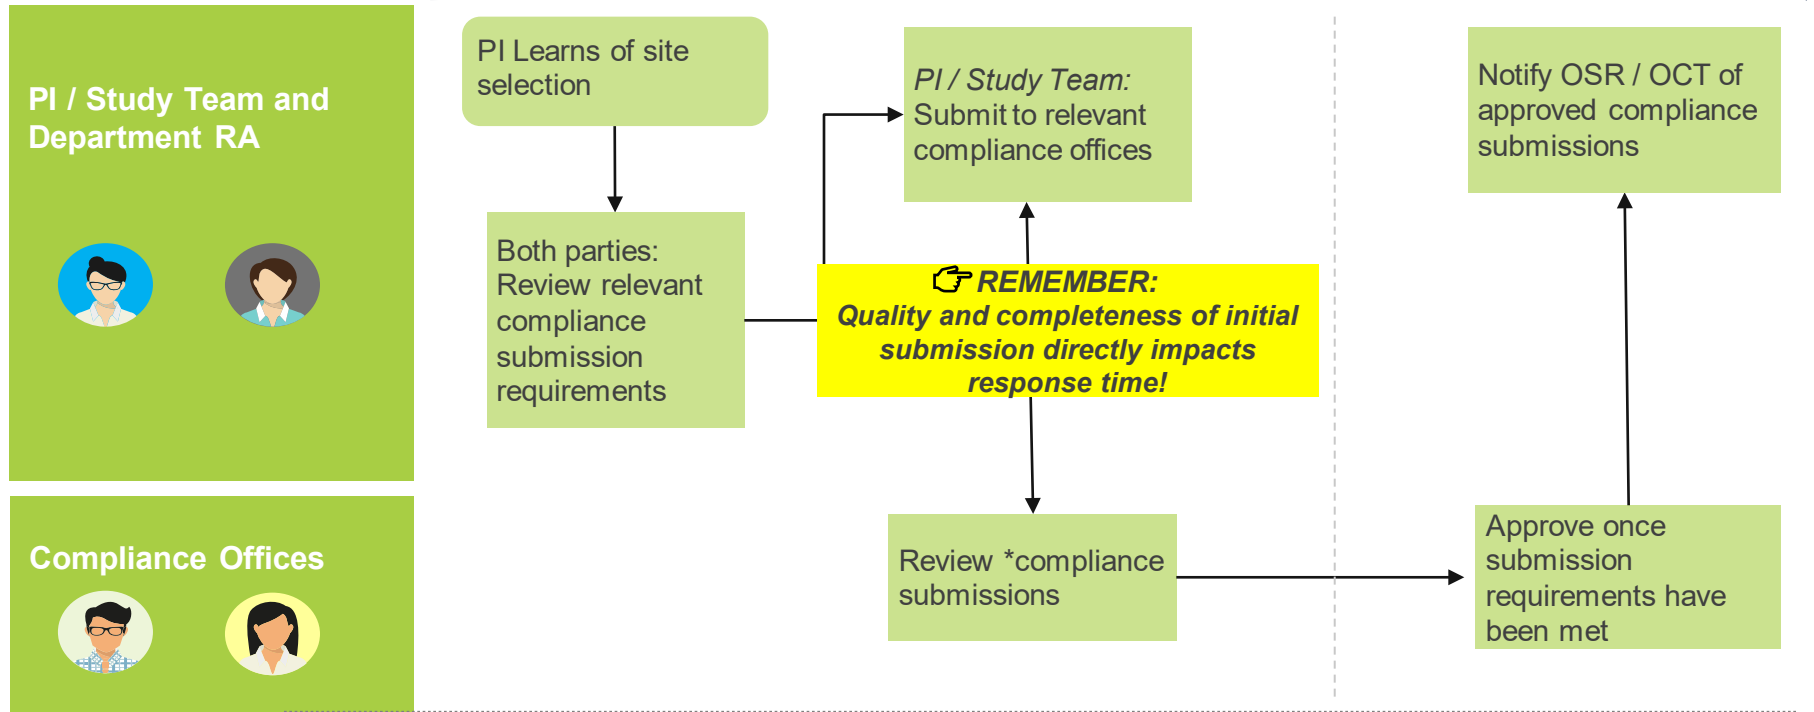 PI / Study Team and
Department RA
PI Learns of site
selection
Both parties:
Review relevant
compliance
submission
requirements
PI / Study Team:
Submit to relevant
compliance offices
REMEMBER:
Quality and completeness of initial
submission directly impacts
response time!
Notify OSR / OCT of
approved compliance
submissions
Compliance Offices
Review *compliance
submissions
Approve once
submission
requirements have
been met